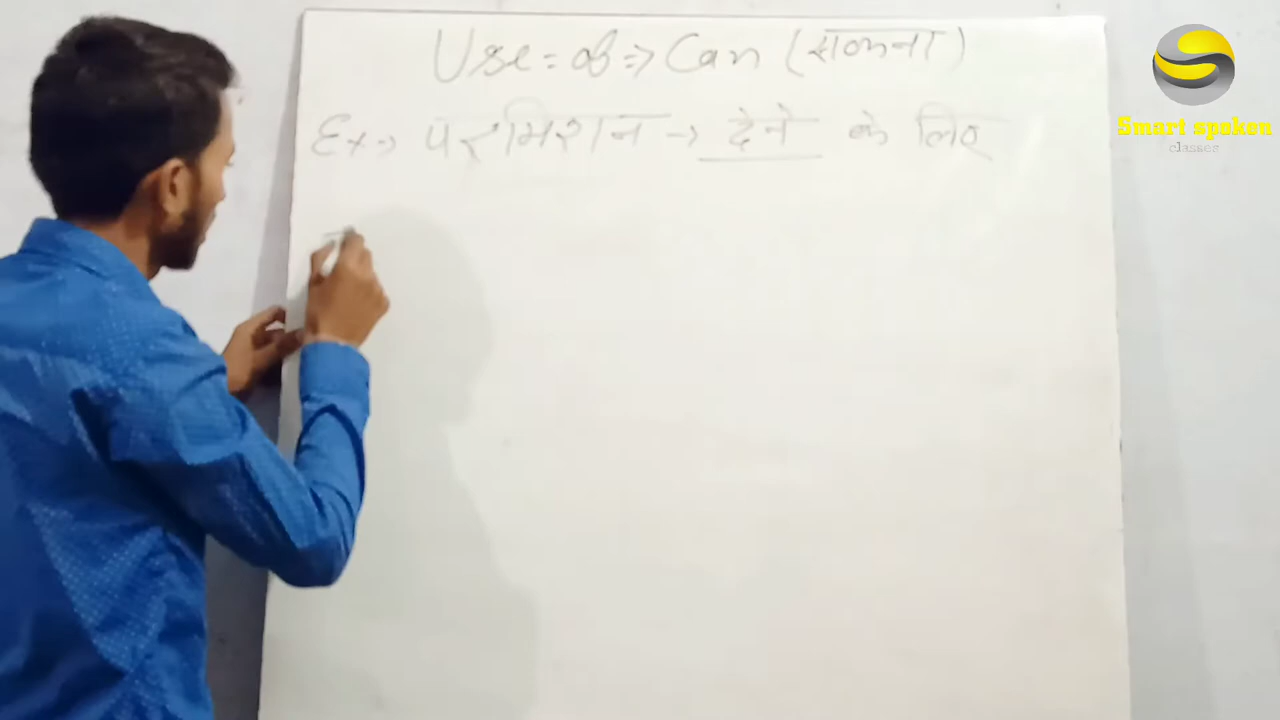 Use = of => Can (सकना)
Ex -> परमिशन -> देने के लिए
Smart spoken
classes